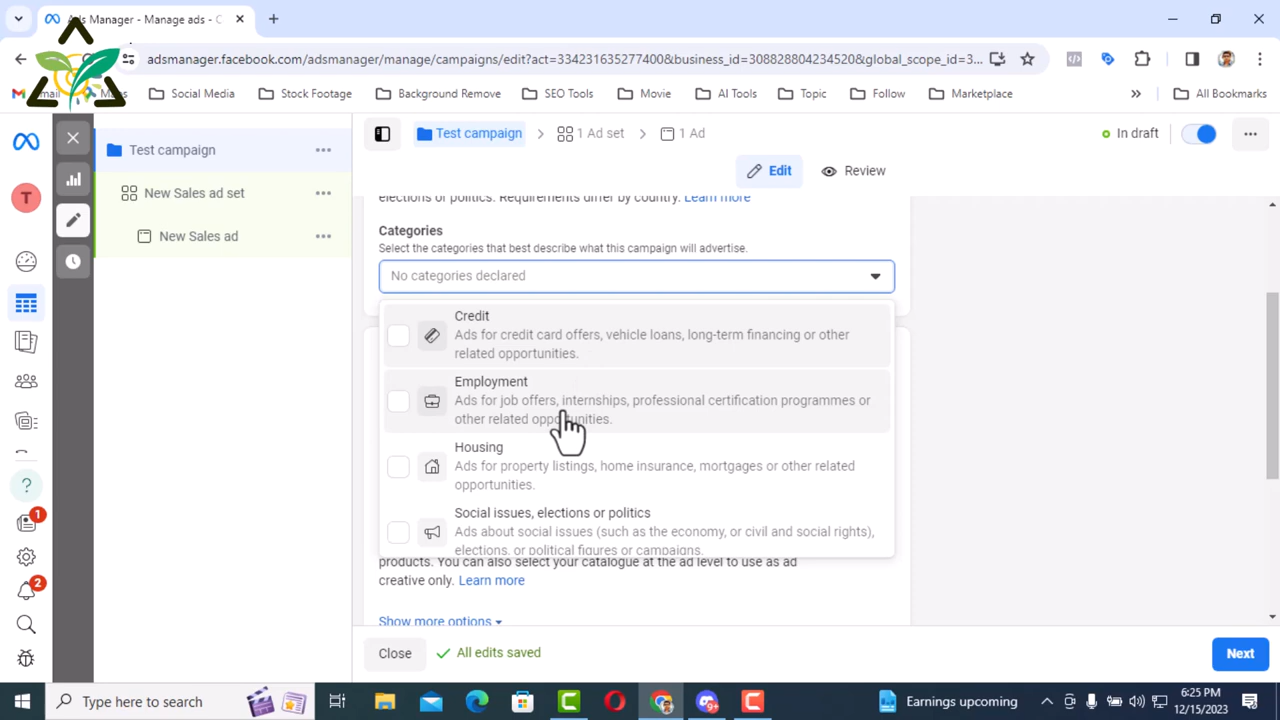 Ads Manager - Manage ads - C
adsmanager.facebook.com/adsmanager/manage/campaigns/edit?act=334231635277400&business_id=308828804234520&global_scope_id=3...
Gmail
Maps
Social Media
Stock Footage
Background Remove
SEO Tools
Movie
AI Tools
Topic
Follow
Marketplace
All Bookmarks
Test campaign
New Sales ad set
New Sales ad
T
?
1
2
Test campaign
1 Ad set
1 Ad
In draft
Edit
Review
elections or politics. Requirements differ by country. Learn more
Categories
Select the categories that best describe what this campaign will advertise.
No categories declared
Credit
Ads for credit card offers, vehicle loans, long-term financing or other
related opportunities.
Employment
Ads for job offers, internships, professional certification programmes or
other related opportunities.
Housing
Ads for property listings, home insurance, mortgages or other related
opportunities.
Social issues, elections or politics
Ads about social issues (such as the economy, or civil and social rights),
elections, or political figures or campaigns.
products. You can also select your catalogue at the ad level to use as ad
creative only. Learn more
Show more options
Close
All edits saved
Next
Type here to search
Earnings upcoming
6:25 PM
12/15/2023